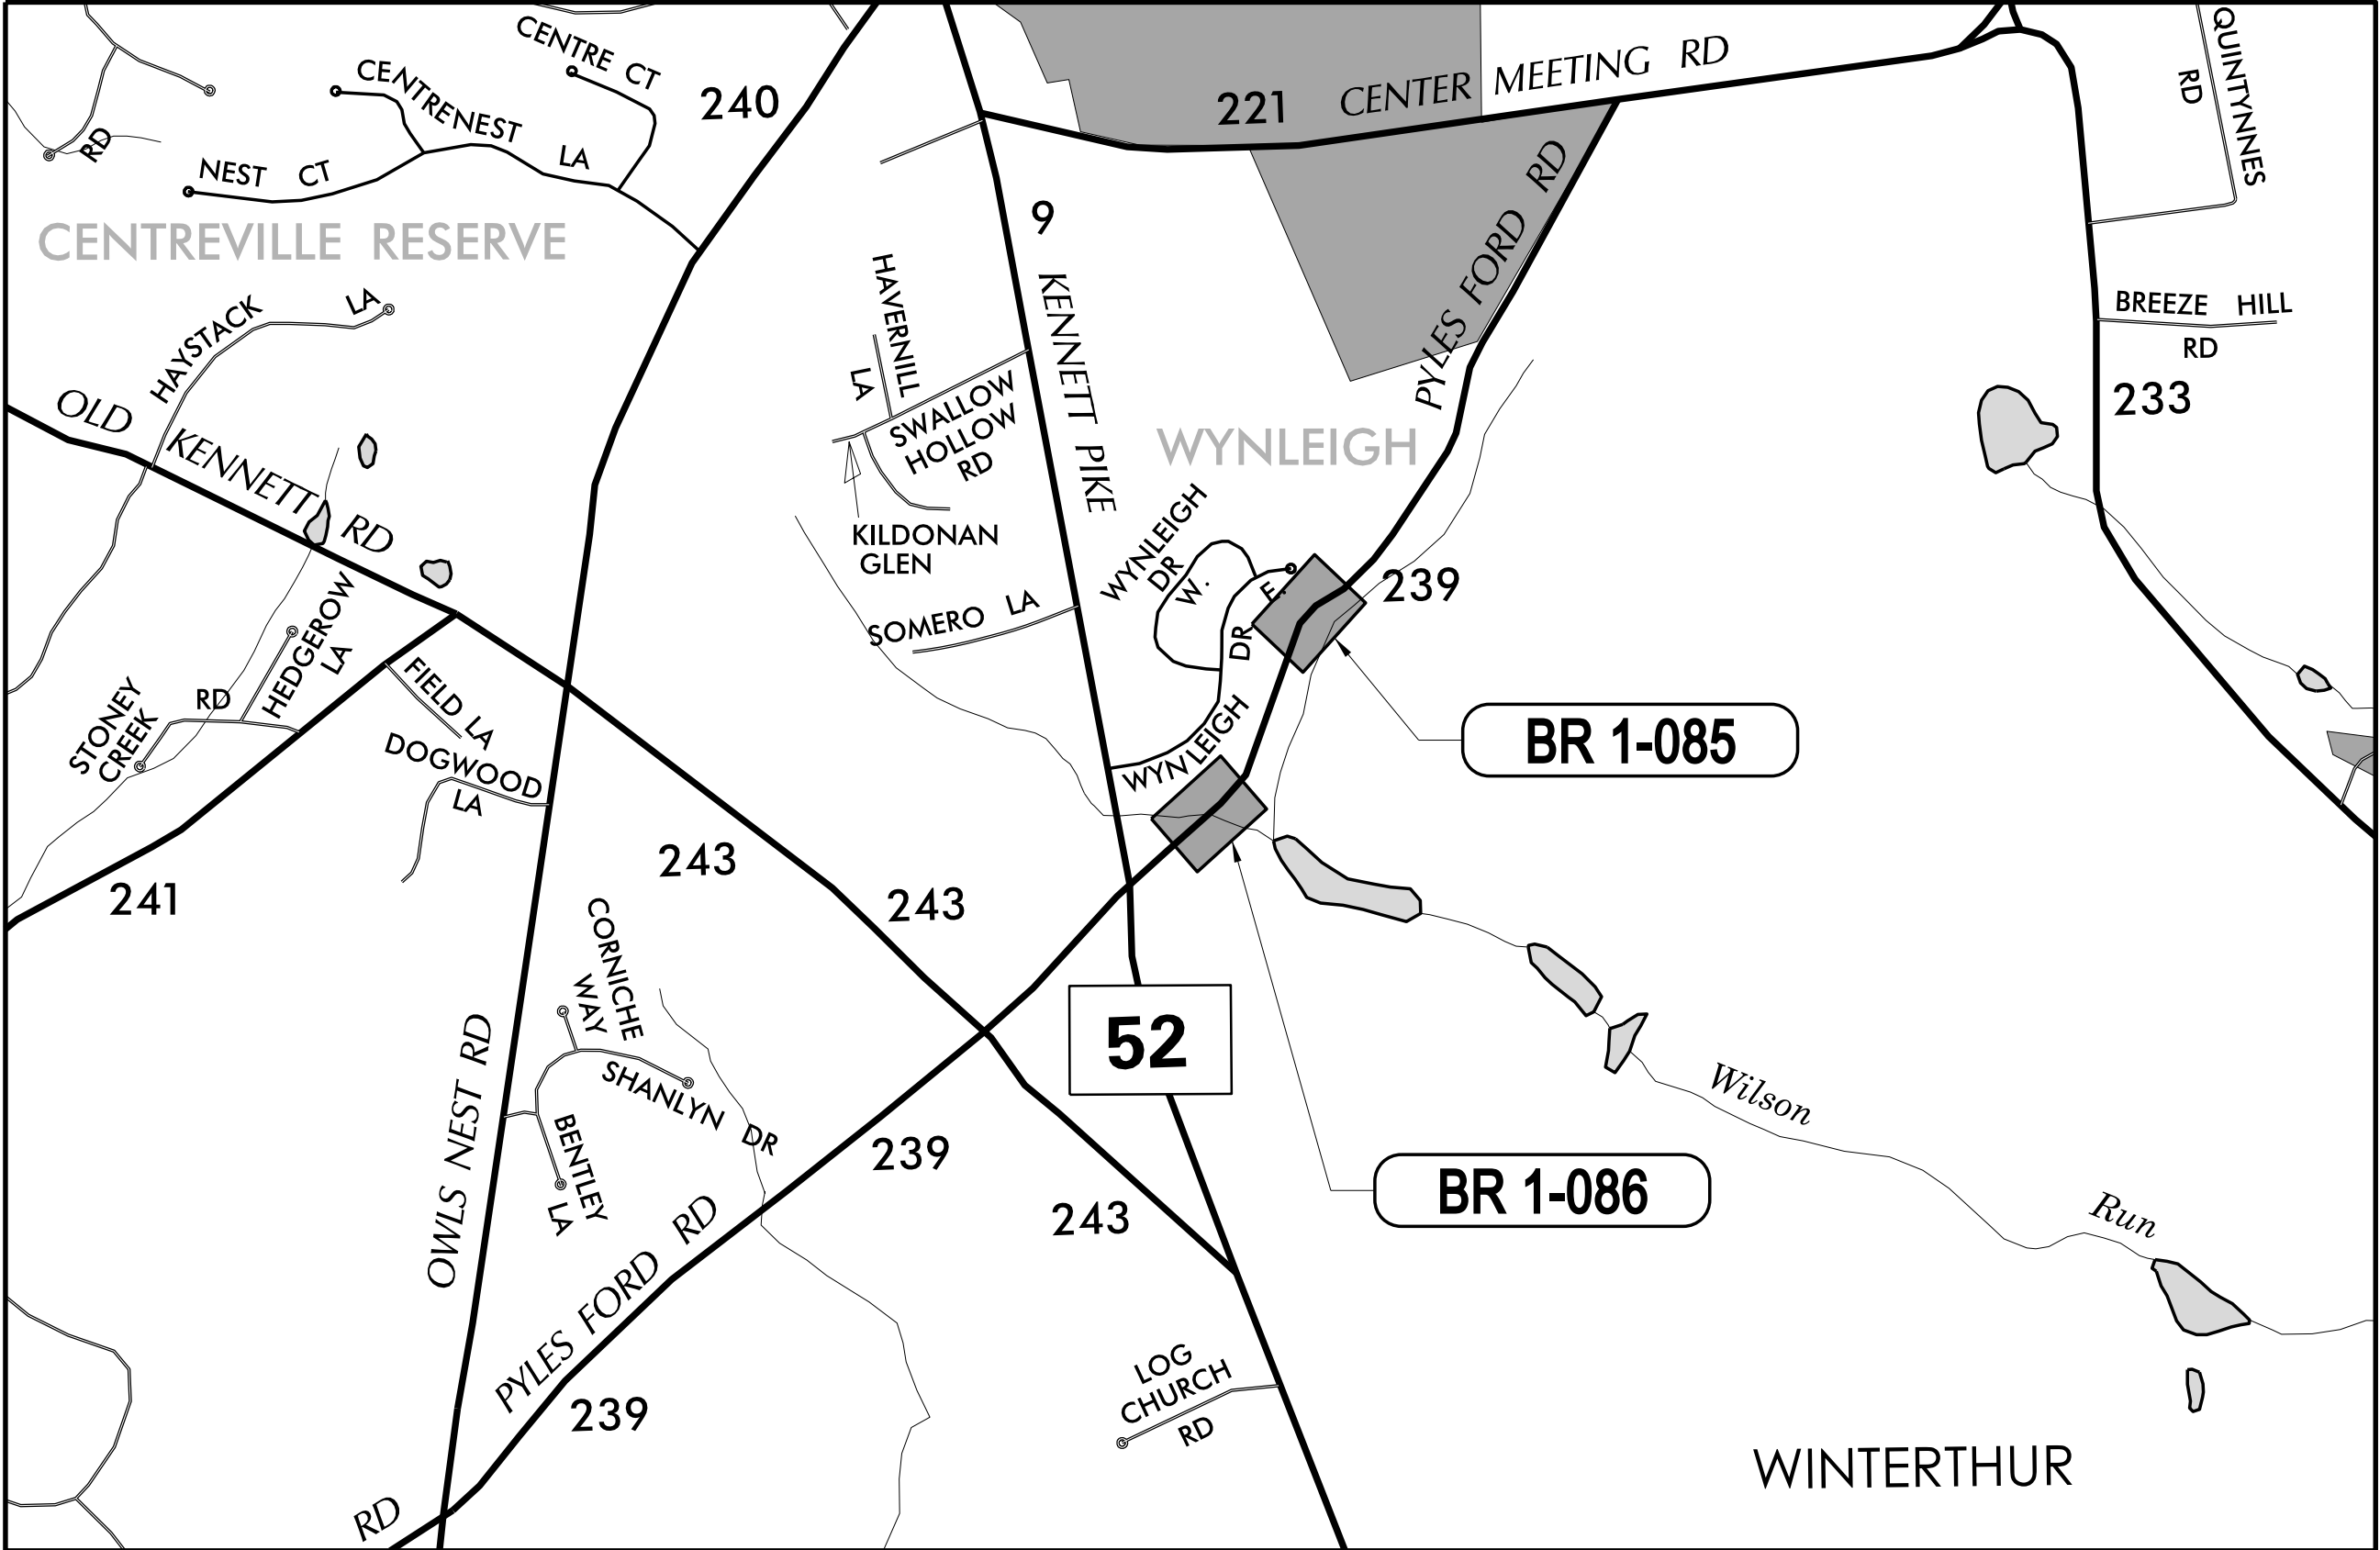 CENTRE CT
CENTRENEST
LA
NEST CT
RD
240
221
CENTER MEETING RD
QUINTYNNES
RD
CENTREVILLE RESERVE
9
KENNETT PIKE
PYLES FORD RD
HAVERNILL
LA
HAYSTACK LA
BREEZE HILL
RD
233
OLD KENNETT RD
SWALLOW
HOLLOW
RD
WYNLEIGH
KILDONAN
GLEN
WYNLEIGH
DR
W.
E.
DR
WYNLEIGH
239
SOMERO LA
HEDGEROW
LA
STONEY
CREEK
RD
FIELD LA
DOGWOOD
LA
BR 1-085
241
243
243
CORNICHE
WAY
SHANLYN DR
BENTLEY
LA
OWLS NEST RD
52
Wilson Run
239
BR 1-086
243
PYLES FORD RD
239
LOG
CHURCH
RD
RD
WINTERTHUR